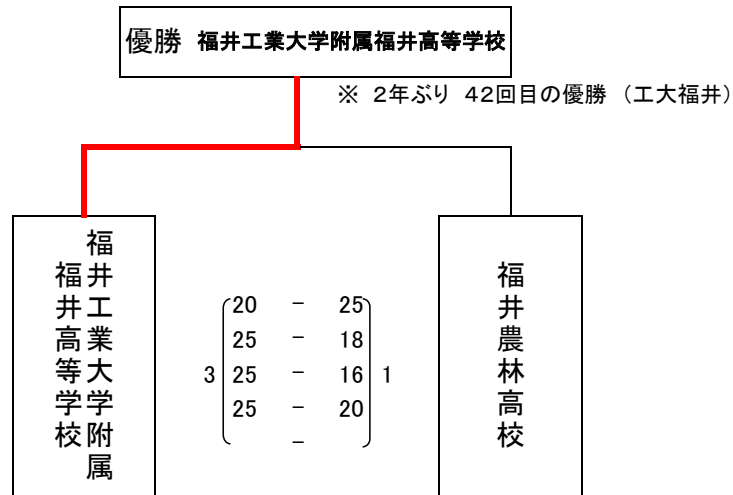 優勝 福井工業大学附属福井高等学校
※ 2年ぶり 42回目の優勝 （工大福井）
福井工業大学附属
福井高等学校
20 － 25
25 － 18
3 25 － 16 1
25 － 20
－
福井農林高校